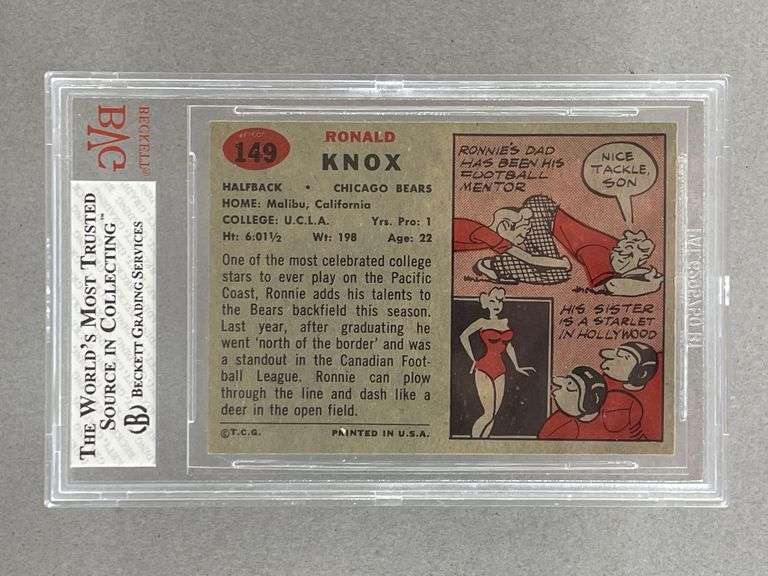 BECKETT®
BVG
THE WORLD'S MOST TRUSTED
SOURCE IN COLLECTING™
BECKETT GRADING SERVICES
149
RONALD
KNOX
HALFBACK • CHICAGO BEARS
HOME: Malibu, California
COLLEGE: U.C.L.A. Yrs. Pro: 1
Ht: 6.01½ Wt: 198 Age: 22
One of the most celebrated college
stars to ever play on the Pacific
Coast, Ronnie adds his talents to
the Bears backfield this season.
Last year, after graduating he
went 'north of the border' and was
a standout in the Canadian Foot-
ball League. Ronnie can plow
through the line and dash like a
deer in the open field.
©T.C.G. PRINTED IN U.S.A.
RONNIE'S DAD
HAS BEEN HIS
FOOTBALL
MENTOR
NICE
TACKLE,
SON
HIS SISTER
IS A STARLET
IN HOLLYWOOD